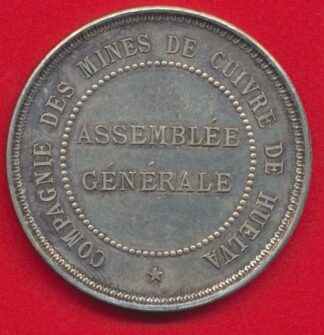 COMPAGNIE DES MINES DE CUIVRE DE HUELVA
ASSEMBLÉE
GÉNÉRALE